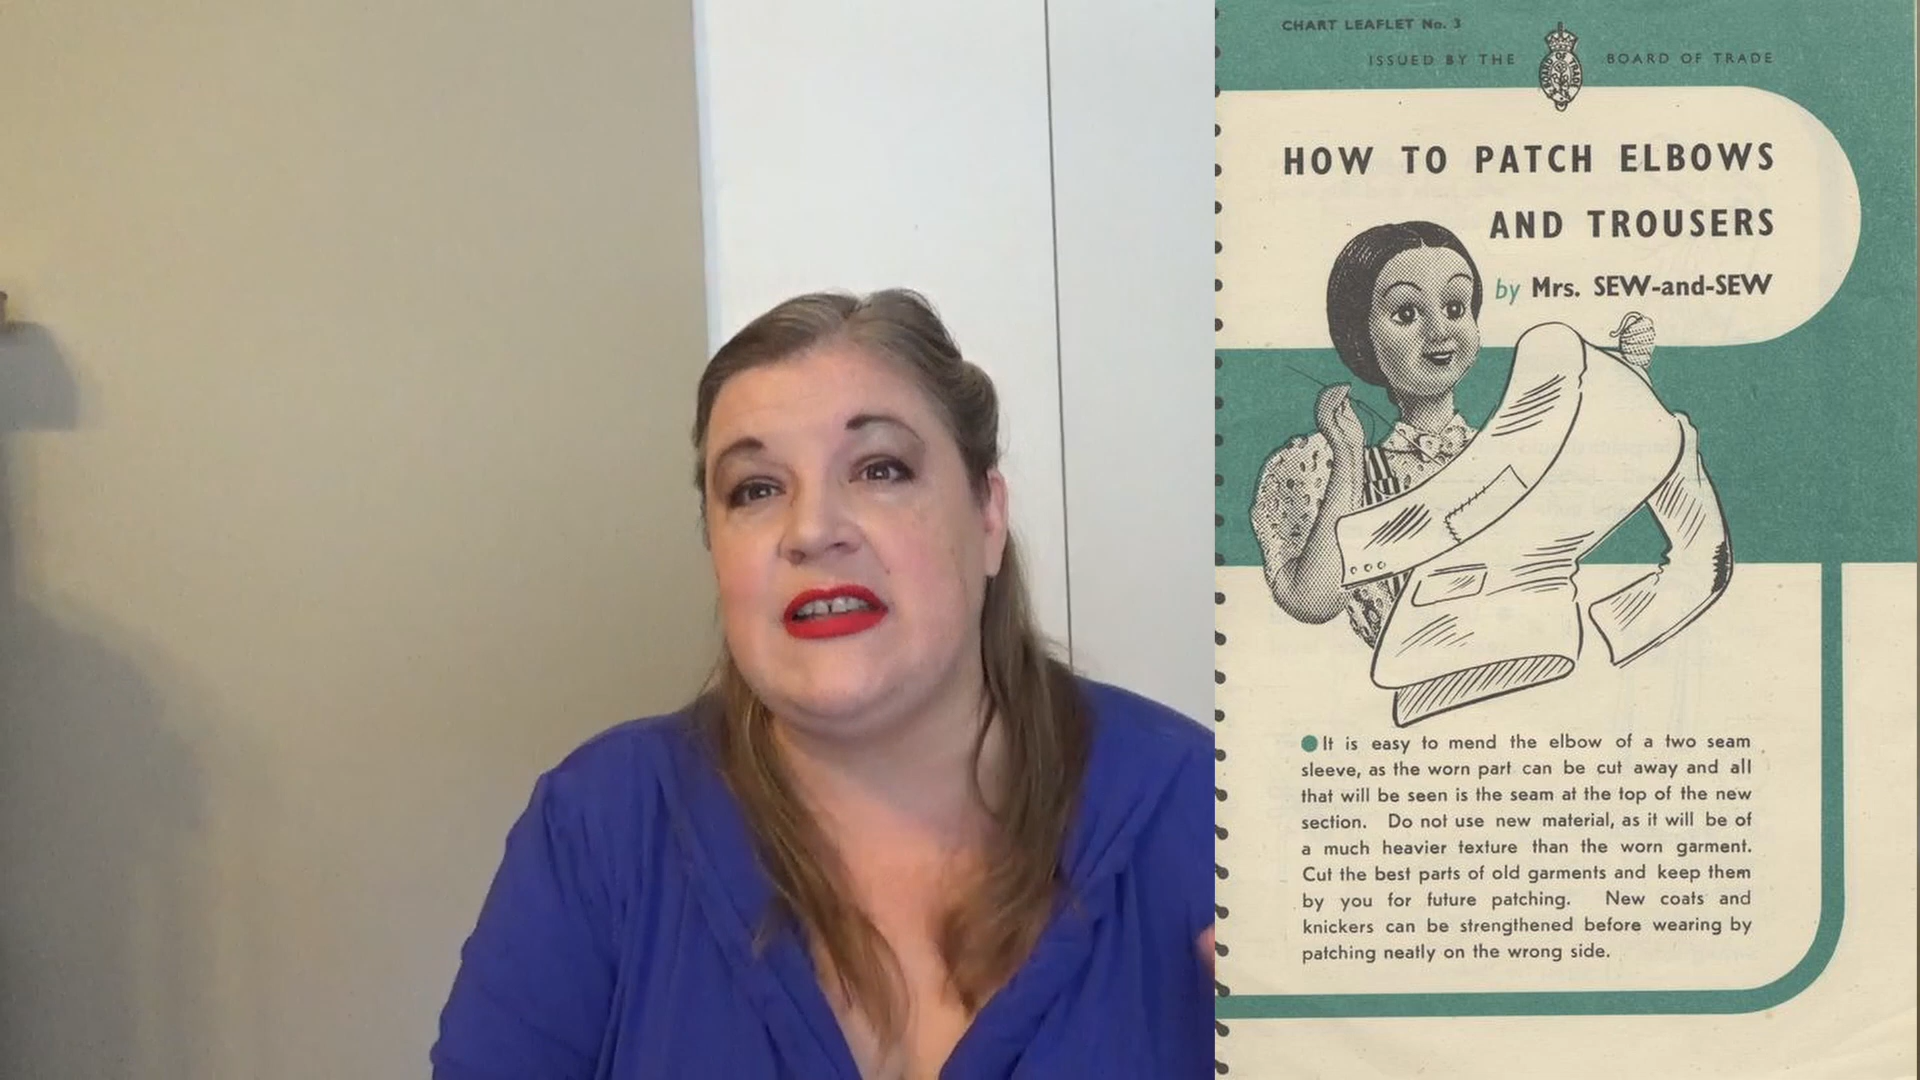 CHART LEAFLET No. 3
ISSUED BY THE BOARD OF TRADE
BOARD OF TRADE
HOW TO PATCH ELBOWS
AND TROUSERS
by Mrs. SEW-and-SEW
It is easy to mend the elbow of a two seam
sleeve, as the worn part can be cut away and all
that will be seen is the seam at the top of the new
section. Do not use new material, as it will be of
a much heavier texture than the worn garment.
Cut the best parts of old garments and keep them
by you for future patching. New coats and
knickers can be strengthened before wearing by
patching neatly on the wrong side.